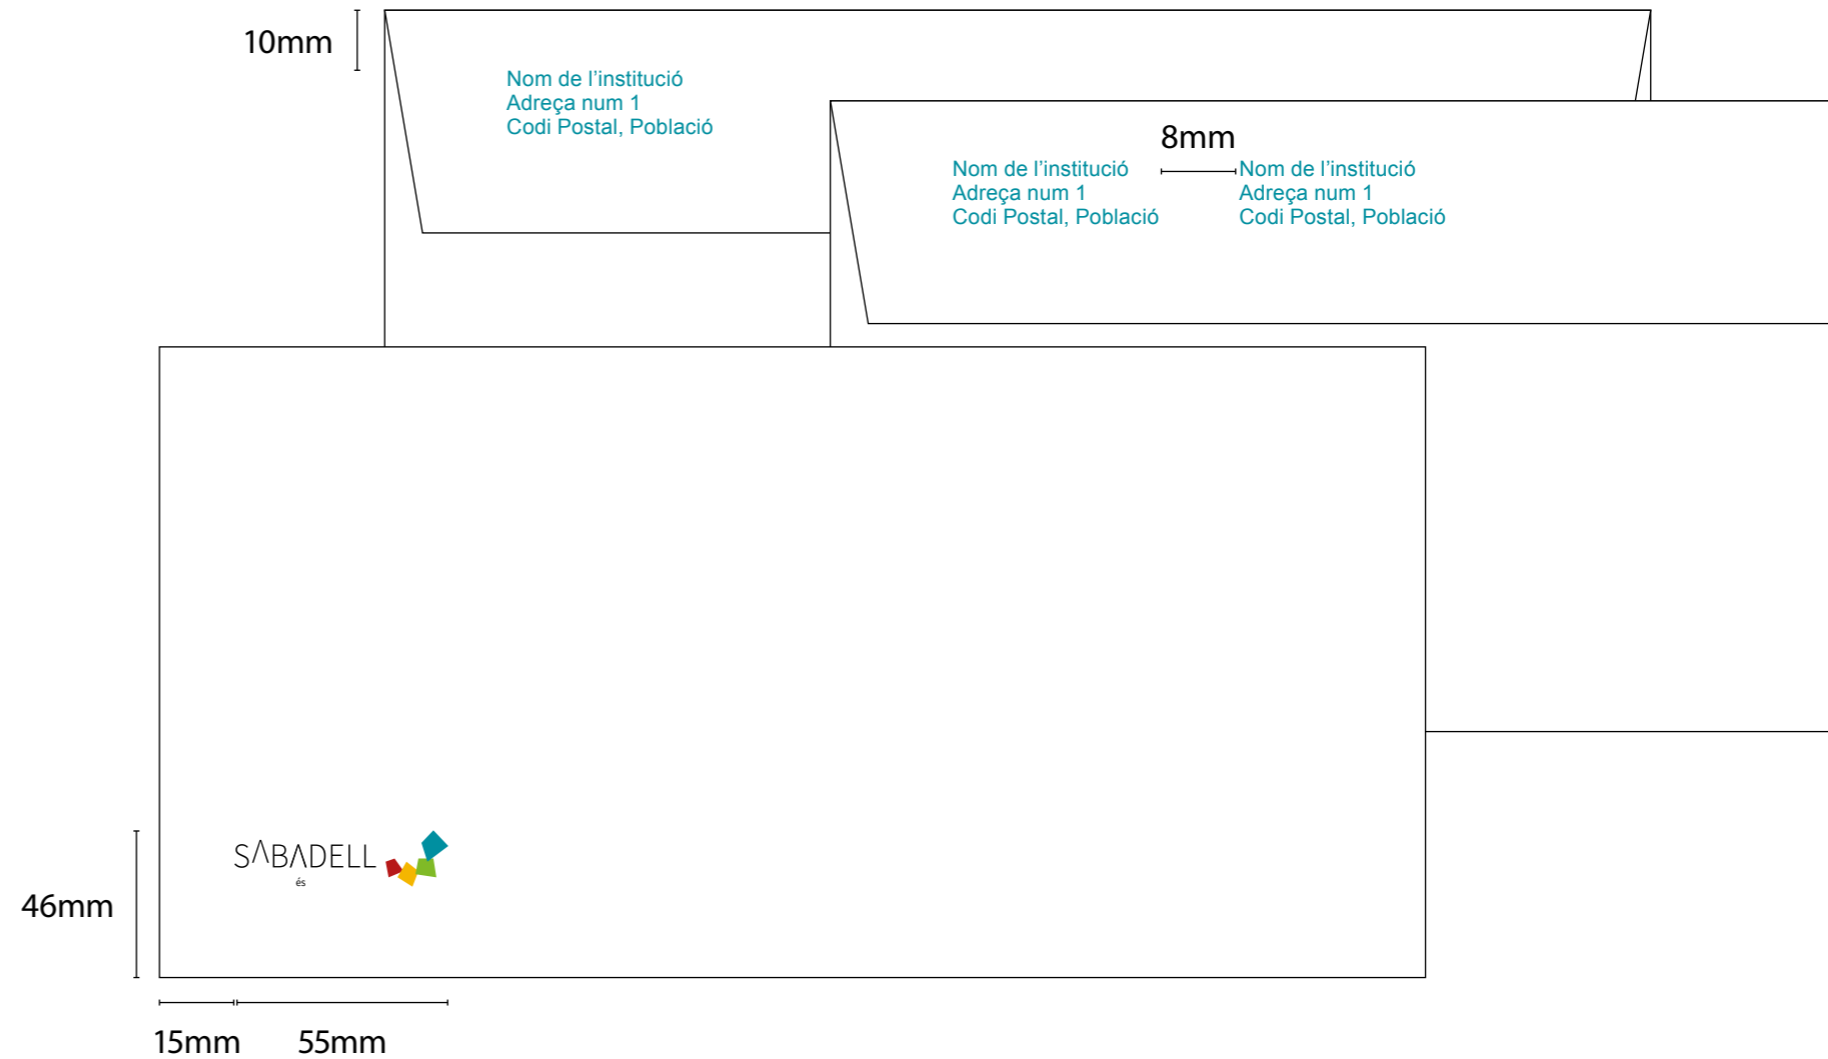 10mm
Nom de l’institució
Adreça num 1
Codi Postal, Població
8mm
Nom de l’institució
Adreça num 1
Codi Postal, Població
Nom de l’institució
Adreça num 1
Codi Postal, Població
SABADELL
és
46mm
15mm
55mm